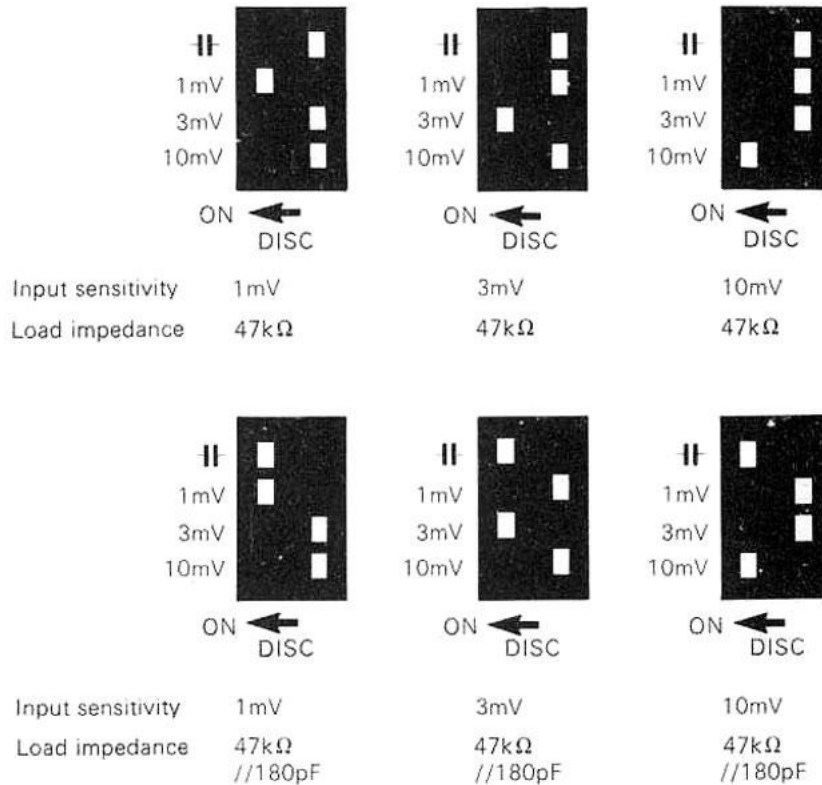 1mV 1mV 1mV
3mV 3mV 3mV
10mV 10mV 10mV
ON ON ON
DISC DISC DISC
Input sensitivity 1mV 3mV 10mV
Load impedance 47kΩ 47kΩ 47kΩ
1mV 1mV 1mV
3mV 3mV 3mV
10mV 10mV 10mV
ON ON ON
DISC DISC DISC
Input sensitivity 1mV 3mV 10mV
Load impedance 47kΩ 47kΩ 47kΩ
//180pF //180pF //180pF